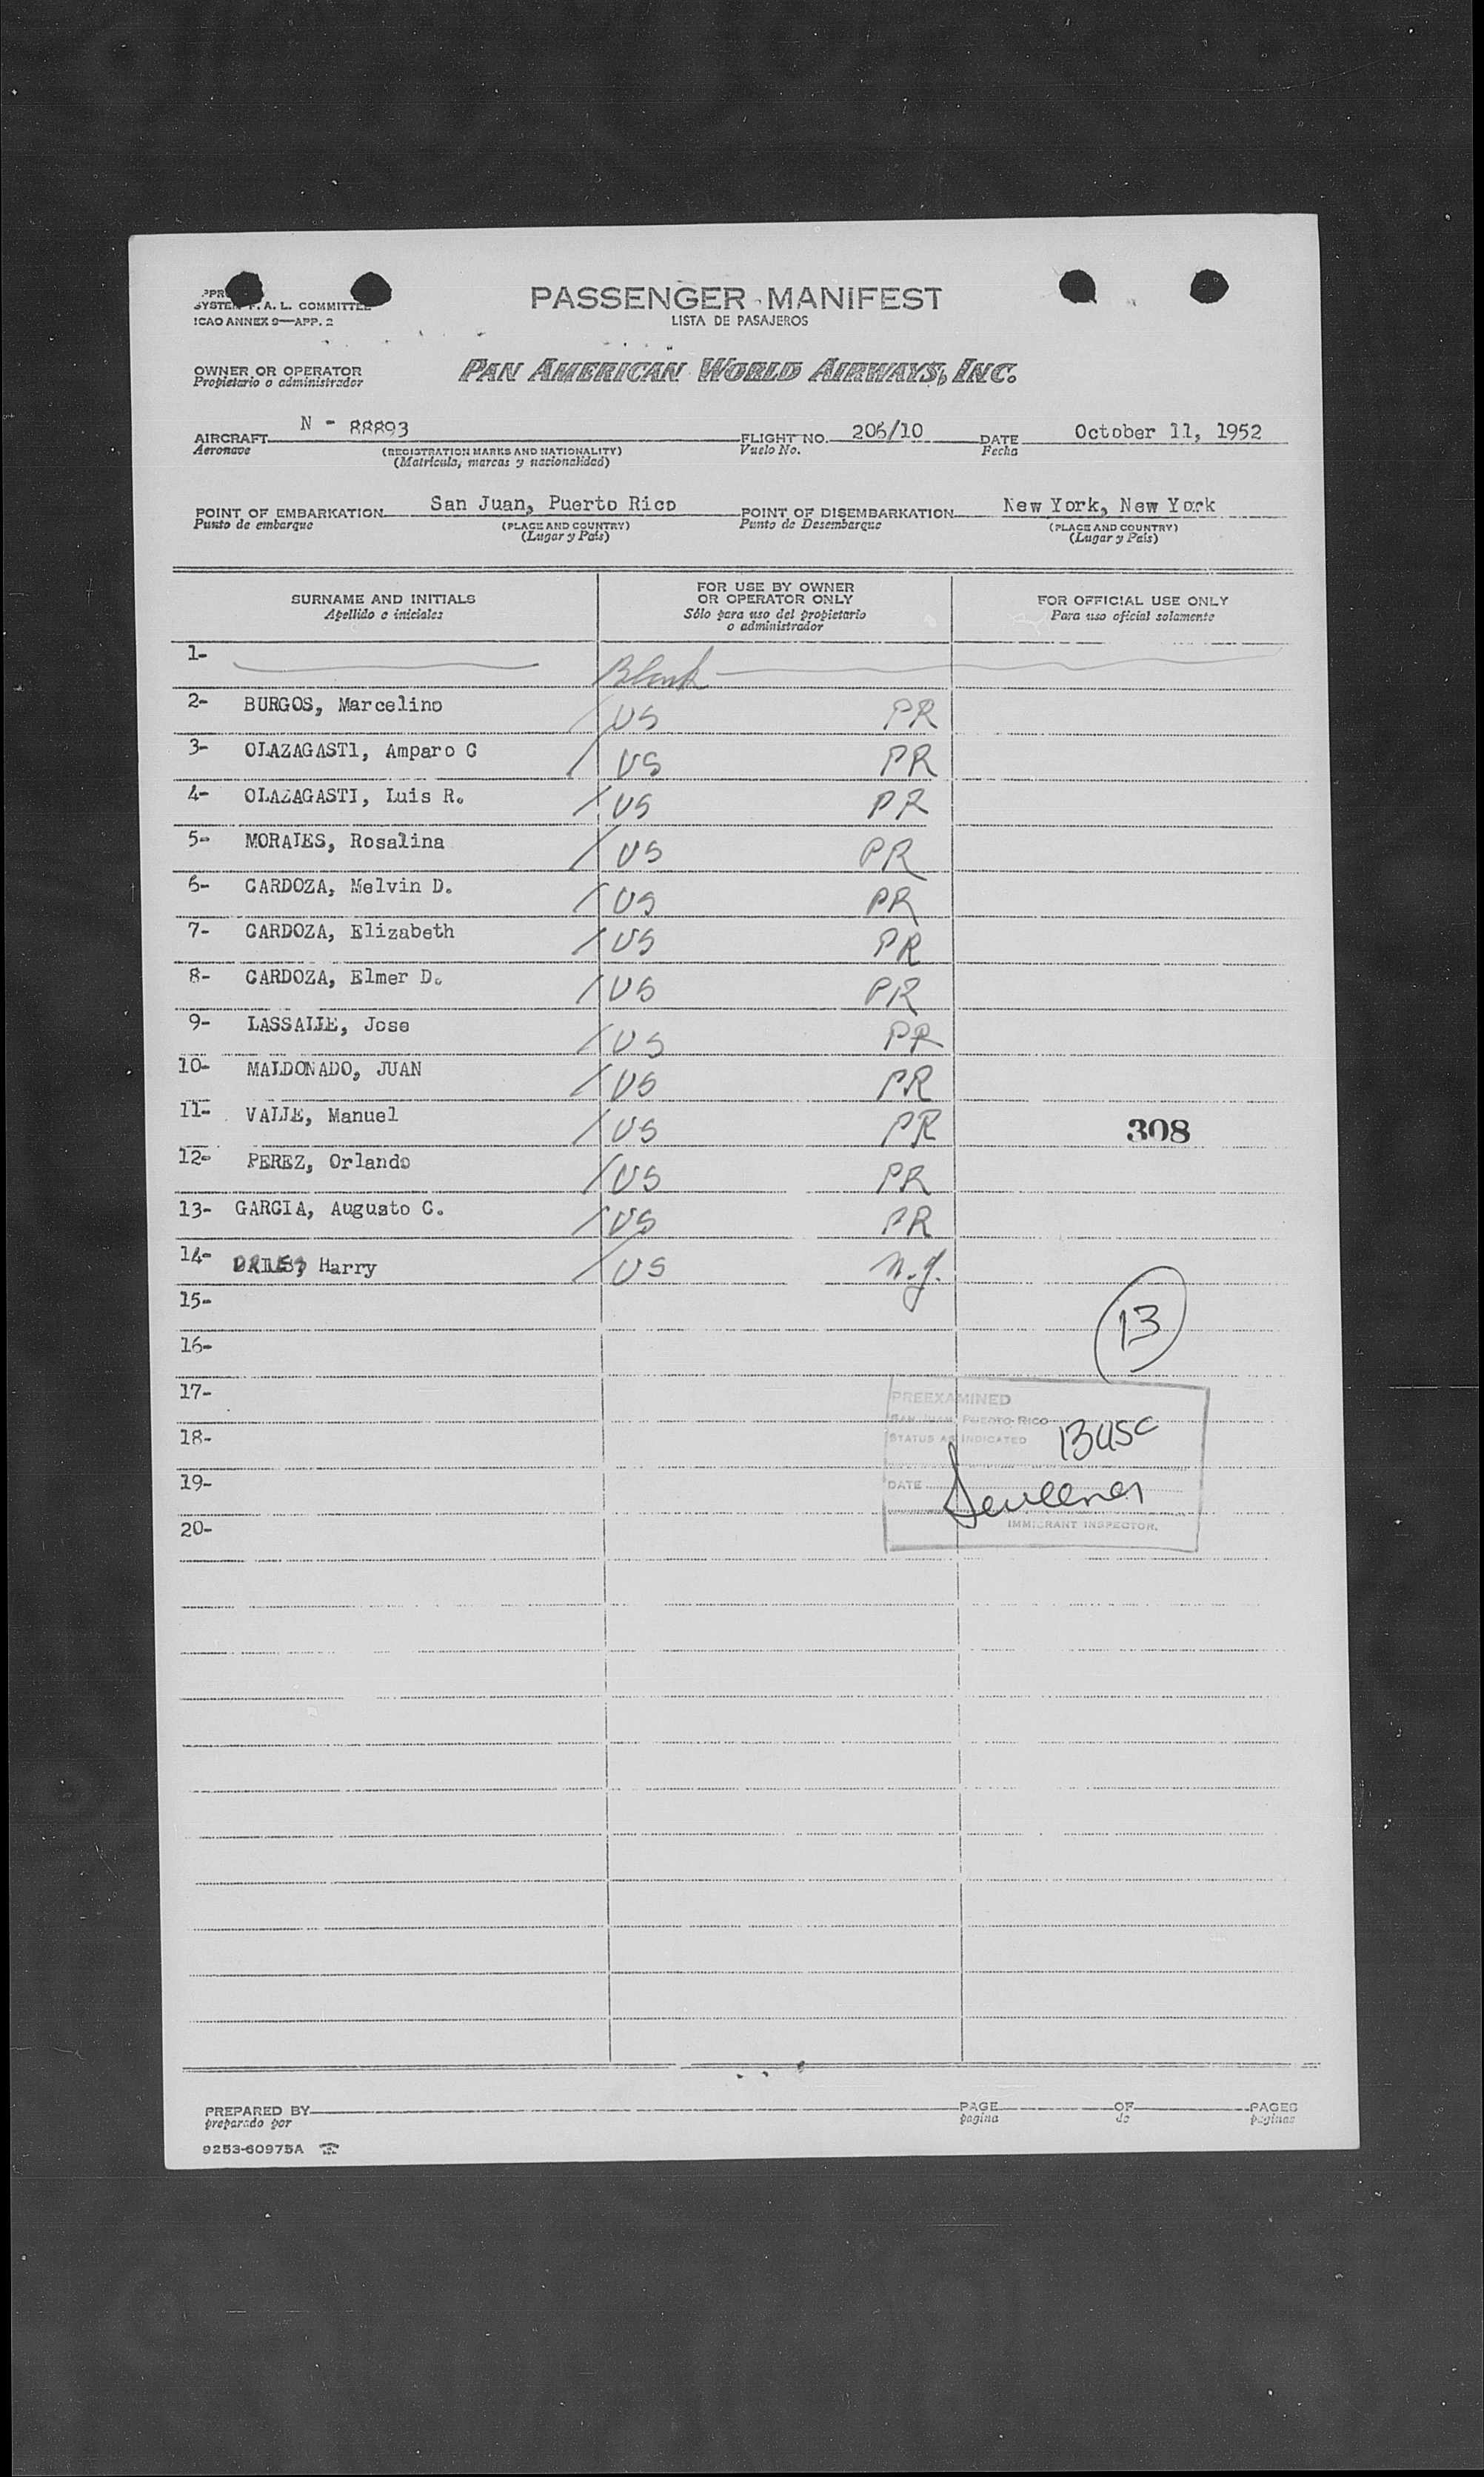 SYSTEM F. A. L. COMMITTEE
ICAO ANNEX 9—APP. 2
PASSENGER MANIFEST
LISTA DE PASAJEROS
OWNER OR OPERATOR
Propietario o administrador
PAN AMERICAN WORLD AIRWAYS, INC.
AIRCRAFT N - 88893 FLIGHT NO. 206/10 DATE October 11, 1952
Aeronave (REGISTRATION MARKS AND NATIONALITY) Vuelo No. Fecha
(Matrícula, marcas y nacionalidad)
POINT OF EMBARKATION San Juan, Puerto Rico POINT OF DISEMBARKATION New York, New York
Punto de embarque (PLACE AND COUNTRY) Punto de Desembarque (PLACE AND COUNTRY)
(Lugar y País) (Lugar y País)
SURNAME AND INITIALS FOR USE BY OWNER OR OPERATOR ONLY FOR OFFICIAL USE ONLY
Apellido e iniciales Sólo para uso del propietario o administrador Para uso oficial solamente
1- Blank
2- BURGOS, Marcelino / US PR
3- OLAZAGAST1, Amparo C / US PR
4- OLAZAGASTI, Luis R. / US PR
5- MORALES, Rosalina / US PR
6- CARDOZA, Melvin D. / US PR
7- CARDOZA, Elizabeth / US PR
8- CARDOZA, Elmer D. / US PR
9- LASSALLE, Jose / US PR
10- MALDONADO, JUAN / US PR
11- VALLE, Manuel / US PR 308
12- PEREZ, Orlando / US PR
13- GARCIA, Augusto C. / US PR
14- Harry / US N.J.
15- 13
16-
17- PREEXAMINED
SAN JUAN, PUERTO RICO
18- STATUS AS INDICATED 13 USC
19- DATE
20- IMMIGRANT INSPECTOR.
PREPARED BY PAGE OF PAGES
preparado por pagina de paginas
9253-60975A